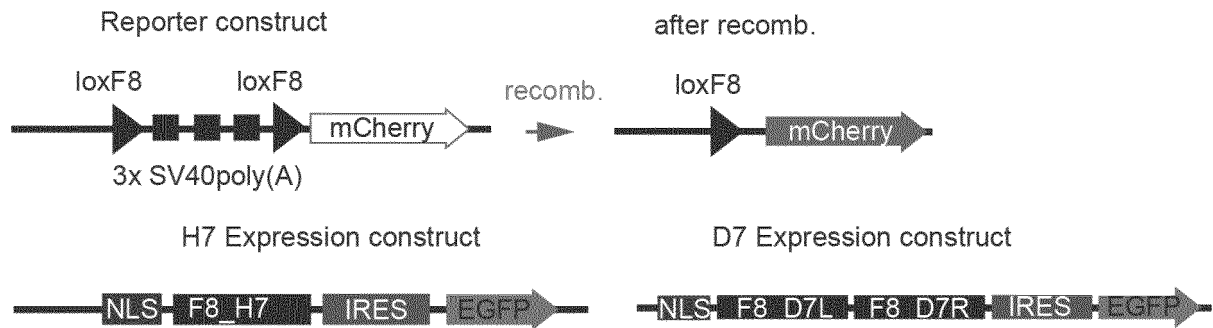 Reporter construct
after recomb.
loxF8 loxF8
recomb.
loxF8
mCherry
mCherry
3x SV40poly(A)
H7 Expression construct
D7 Expression construct
NLS F8_H7 IRES EGFP
NLS F8_D7L F8_D7R IRES EGFP